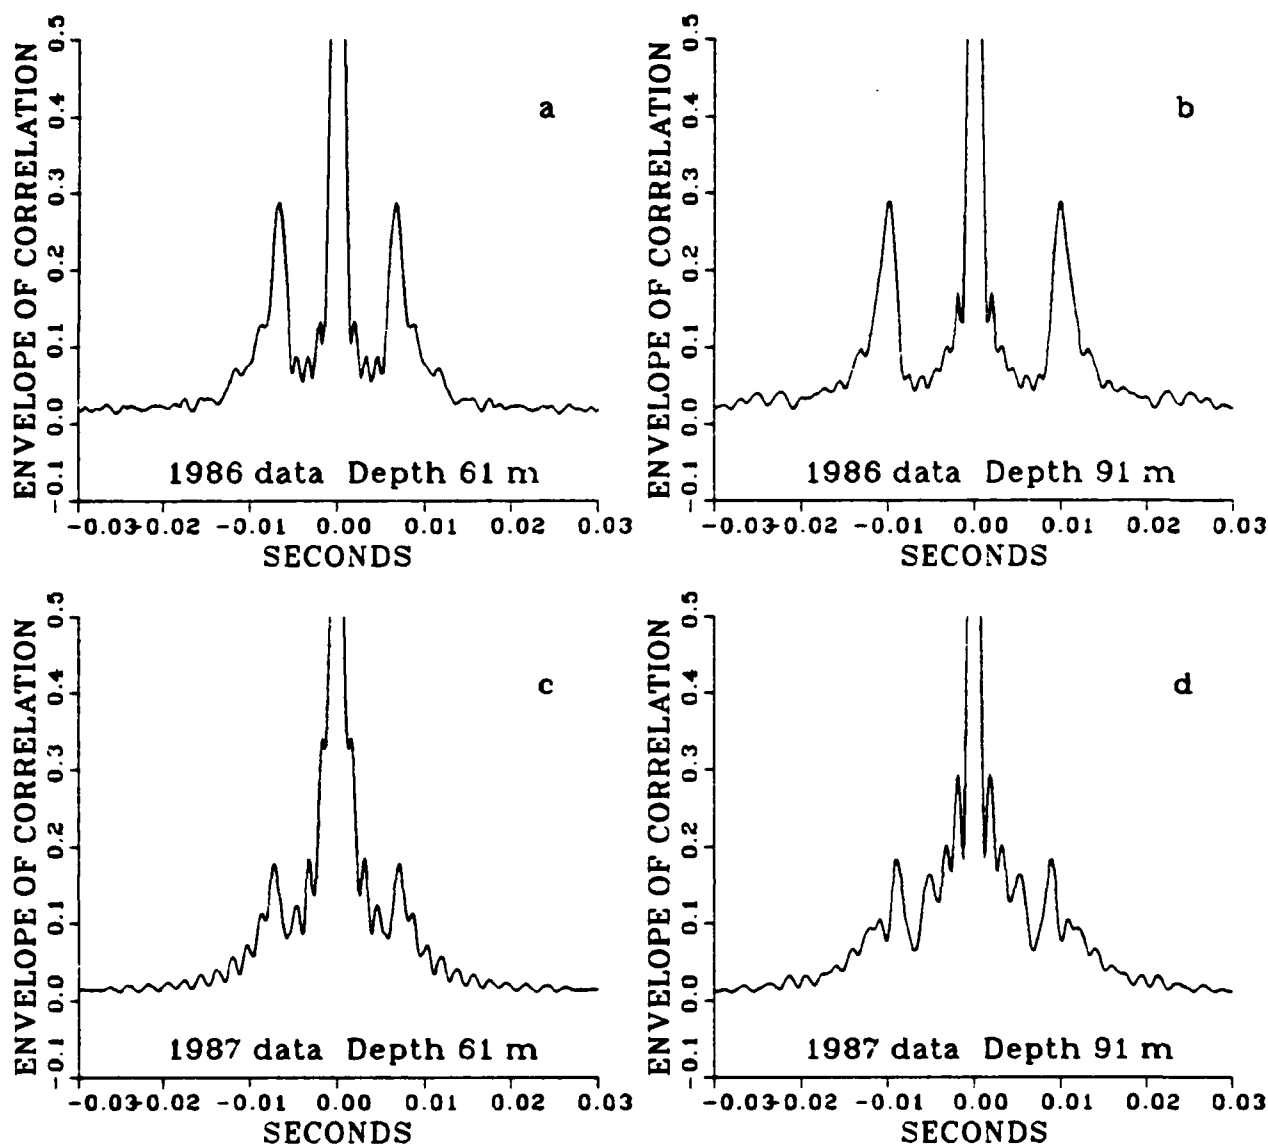 ENVELOPE OF CORRELATION
0.5
0.4
0.3
0.2
0.1
0.0
-0.1
a
1986 data Depth 61 m
-0.03 -0.02 -0.01 0.00 0.01 0.02 0.03
SECONDS
ENVELOPE OF CORRELATION
0.5
0.4
0.3
0.2
0.1
0.0
-0.1
b
1986 data Depth 91 m
-0.03 -0.02 -0.01 0.00 0.01 0.02 0.03
SECONDS
ENVELOPE OF CORRELATION
0.5
0.4
0.3
0.2
0.1
0.0
-0.1
c
1987 data Depth 61 m
-0.03 -0.02 -0.01 0.00 0.01 0.02 0.03
SECONDS
ENVELOPE OF CORRELATION
0.5
0.4
0.3
0.2
0.1
0.0
-0.1
d
1987 data Depth 91 m
-0.03 -0.02 -0.01 0.00 0.01 0.02 0.03
SECONDS